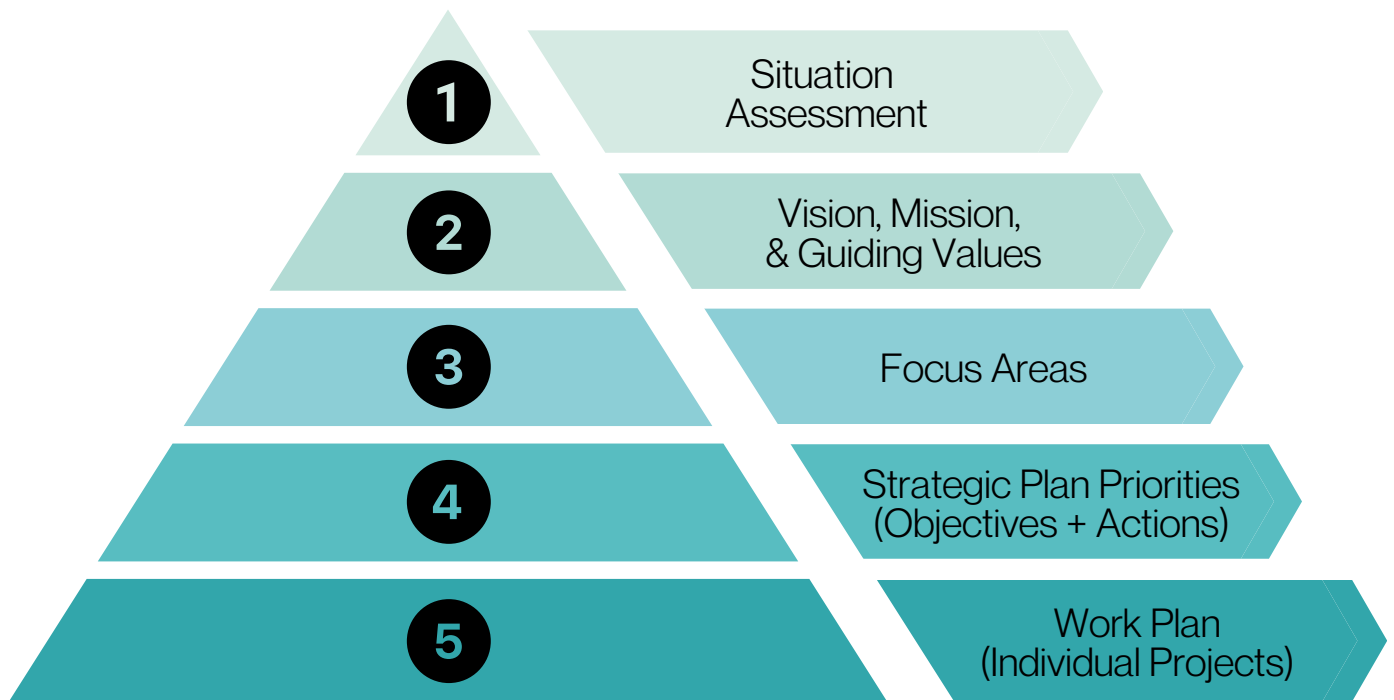 1
Situation
Assessment
2
Vision, Mission,
& Guiding Values
3
Focus Areas
4
Strategic Plan Priorities
(Objectives + Actions)
5
Work Plan
(Individual Projects)